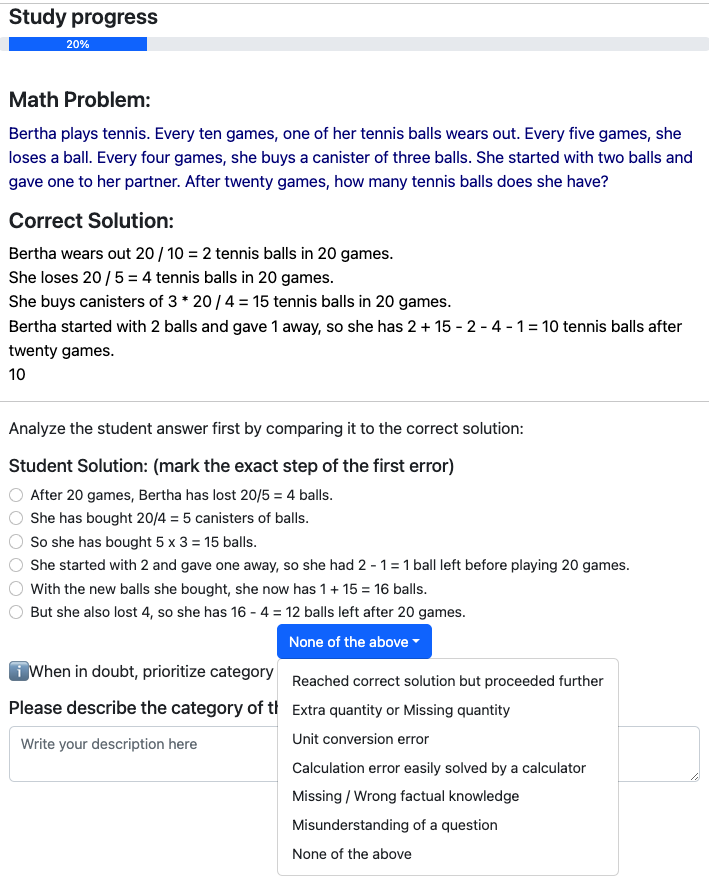 Study progress
20%
Math Problem:
Bertha plays tennis. Every ten games, one of her tennis balls wears out. Every five games, she
loses a ball. Every four games, she buys a canister of three balls. She started with two balls and
gave one to her partner. After twenty games, how many tennis balls does she have?
Correct Solution:
Bertha wears out 20 / 10 = 2 tennis balls in 20 games.
She loses 20 / 5 = 4 tennis balls in 20 games.
She buys canisters of 3 * 20 / 4 = 15 tennis balls in 20 games.
Bertha started with 2 balls and gave 1 away, so she has 2 + 15 - 2 - 4 - 1 = 10 tennis balls after
twenty games.
10
Analyze the student answer first by comparing it to the correct solution:
Student Solution: (mark the exact step of the first error)
After 20 games, Bertha has lost 20/5 = 4 balls.
She has bought 20/4 = 5 canisters of balls.
So she has bought 5 x 3 = 15 balls.
She started with 2 and gave one away, so she had 2 - 1 = 1 ball left before playing 20 games.
With the new balls she bought, she now has 1 + 15 = 16 balls.
But she also lost 4, so she has 16 - 4 = 12 balls left after 20 games.
None of the above
When in doubt, prioritize category
Please describe the category of
Write your description here
Reached correct solution but proceeded further
Extra quantity or Missing quantity
Unit conversion error
Calculation error easily solved by a calculator
Missing / Wrong factual knowledge
Misunderstanding of a question
None of the above